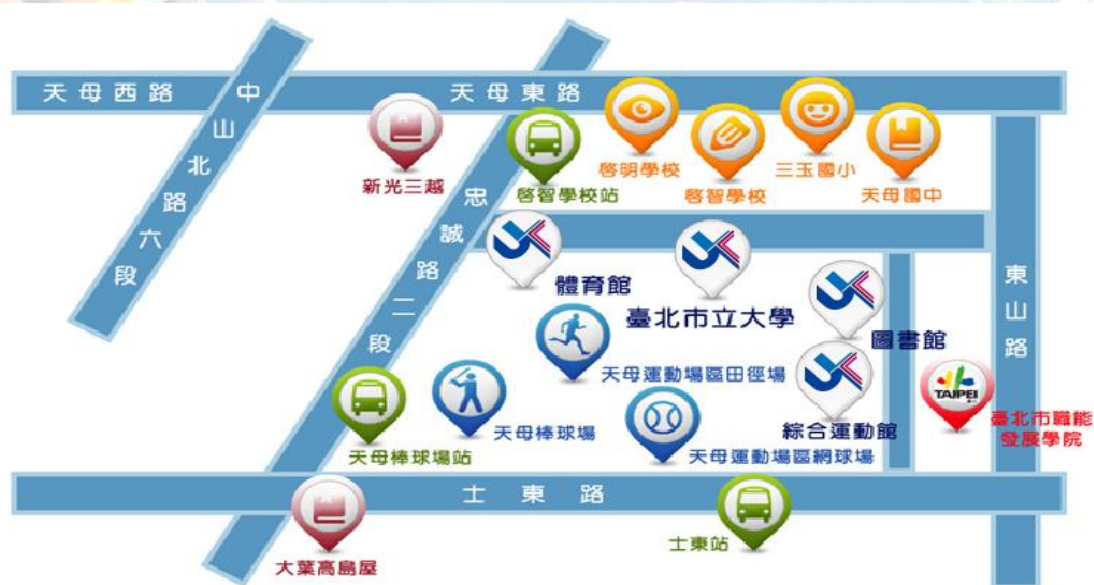 天母西路
中山北路六段
天母東路
新光三越
啓智學校站
啓明學校
啓智學校
三玉國小
天母國中
忠誠路二段
東山路
體育館
臺北市立大學
圖書館
天母運動場區田徑場
TAIPEI
臺北市職能
發展學院
天母棒球場
綜合運動館
天母棒球場站
天母運動場區網球場
士東路
士東站
大葉高島屋